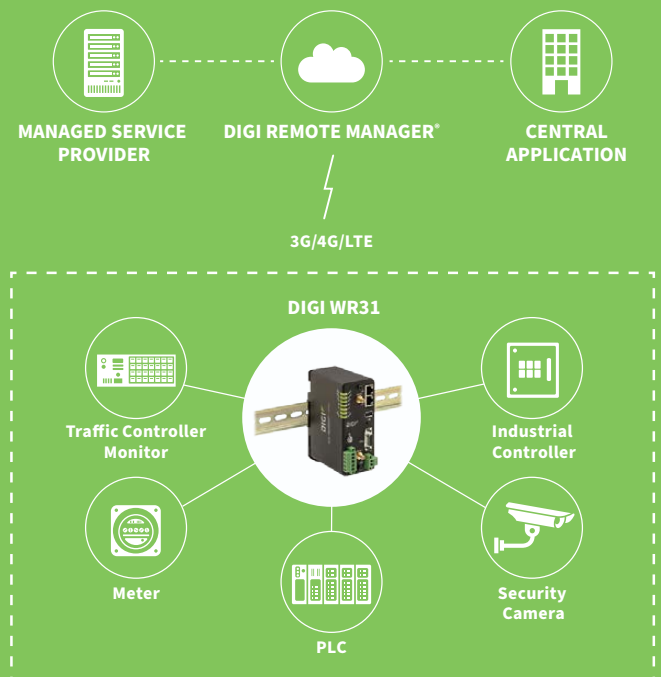 MANAGED SERVICE
PROVIDER
DIGI REMOTE MANAGER®
CENTRAL
APPLICATION
3G/4G/LTE
DIGI WR31
Traffic Controller
Monitor
Industrial
Controller
DIGI
Meter
Security
Camera
PLC